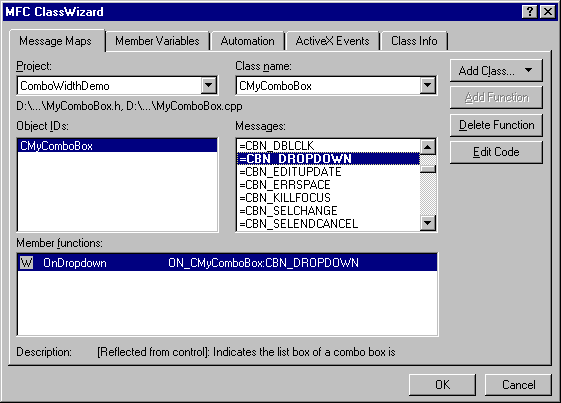 MFC ClassWizard
Message Maps Member Variables Automation ActiveX Events Class Info
Project: Class name:
ComboWidthDemo CMyComboBox Add Class...
D:\...\MyComboBox.h, D:\...\MyComboBox.cpp Add Function
Object IDs: Messages: Delete Function
CMyComboBox =CBN_DBLCLK Edit Code
=CBN_DROPDOWN
=CBN_EDITUPDATE
=CBN_ERRSPACE
=CBN_KILLFOCUS
=CBN_SELCHANGE
=CBN_SELENDCANCEL
Member functions:
W OnDropdown ON_CMyComboBox:CBN_DROPDOWN
Description: [Reflected from control]: Indicates the list box of a combo box is
OK Cancel